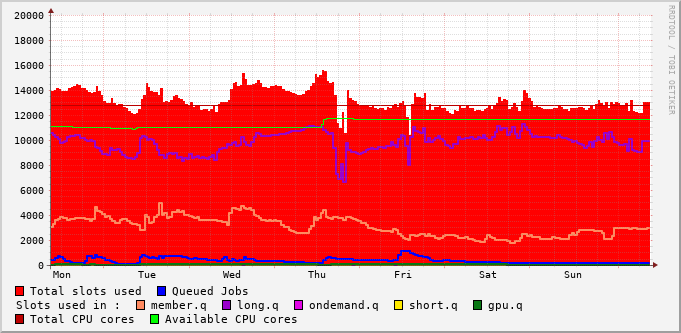 20000
18000
16000
14000
12000
10000
8000
6000
4000
2000
0
Mon Tue Wed Thu Fri Sat Sun
RRDTOOL / TOBI OETIKER
Total slots used Queued Jobs
Slots used in : member.q long.q ondemand.q short.q gpu.q
Total CPU cores Available CPU cores